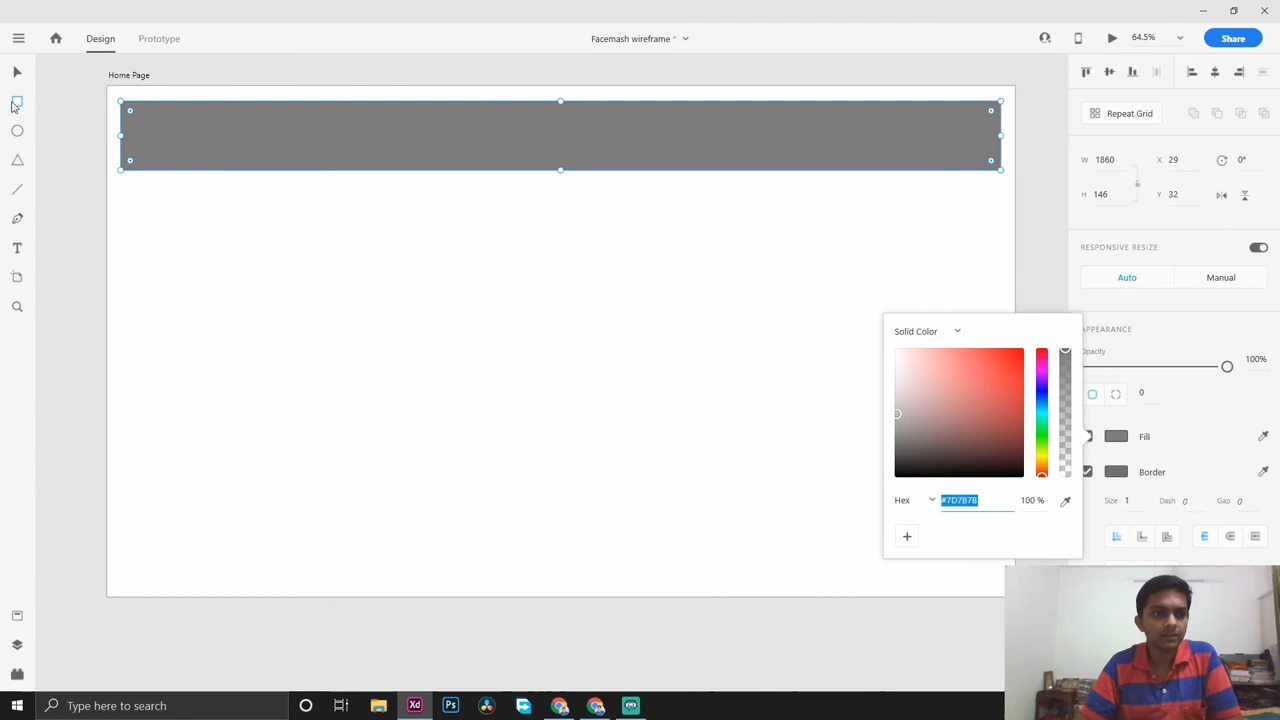 Design
Prototype
Facemash wireframe *
64.5%
Share
Home Page
Repeat Grid
W 1860 X 29 0°
H 146 Y 32
RESPONSIVE RESIZE
Auto
Manual
Solid Color
APPEARANCE
Opacity
100%
0
Fill
Border
Hex #7D7B7B 100 %
Size 1 Dash 0 Gap 0
+
T
Type here to search
Xd
Ps